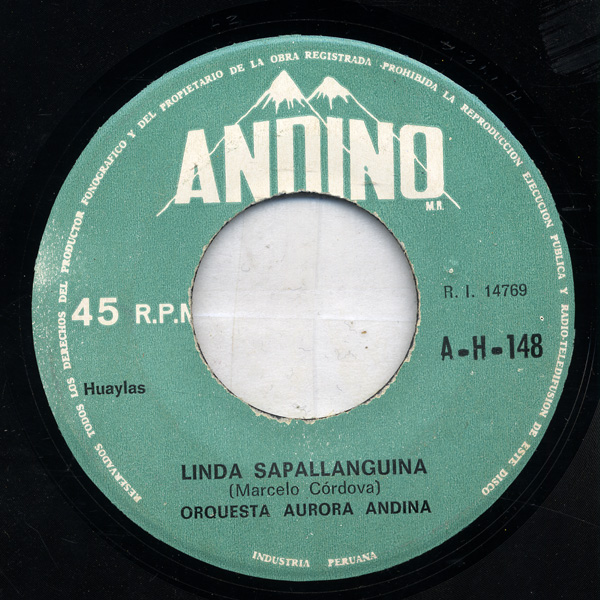 RESERVADOS TODOS LOS DERECHOS DEL PRODUCTOR FONOGRAFICO Y DEL PROPIETARIO DE LA OBRA REGISTRADA - PROHIBIDA LA REPRODUCCION EJECUCION PUBLICA Y RADIO-TELEDIFUSION DE ESTE DISCO
ANDINO
M.R.
45 R.P.M
R. I. 14769
A-H-148
Huaylas
LINDA SAPALLANGUINA
(Marcelo Córdova)
ORQUESTA AURORA ANDINA
INDUSTRIA PERUANA